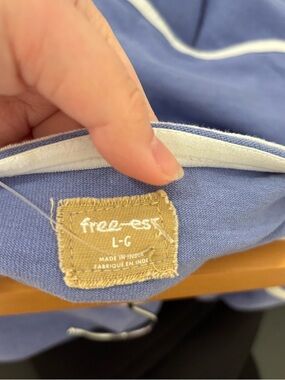 free-est
L-G
MADE IN INDIA
FABRIQUÉ EN INDE